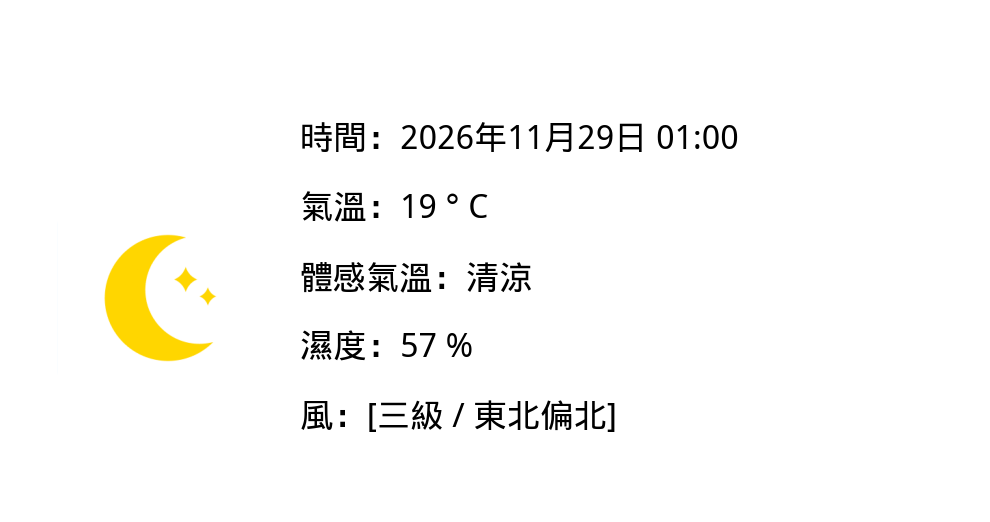 時間：2026年11月29日 01:00
氣溫：19 ° C
體感氣溫：清涼
濕度：57 %
風：[三級 / 東北偏北]